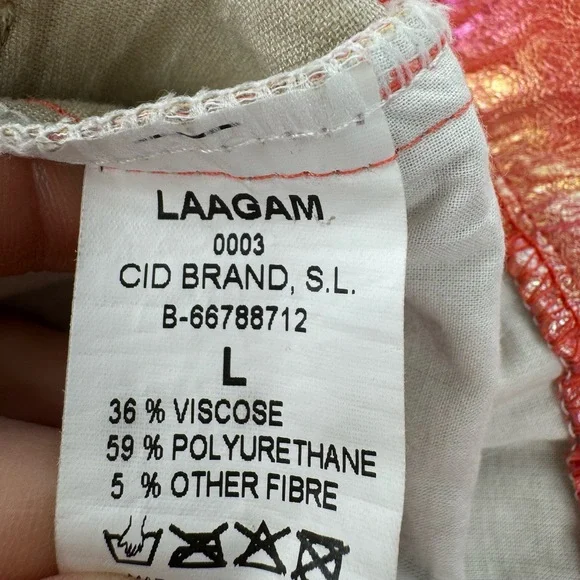 LAAGAM
0003
CID BRAND, S.L.
B-66788712
L
36 % VISCOSE
59 % POLYURETHANE
5 % OTHER FIBRE